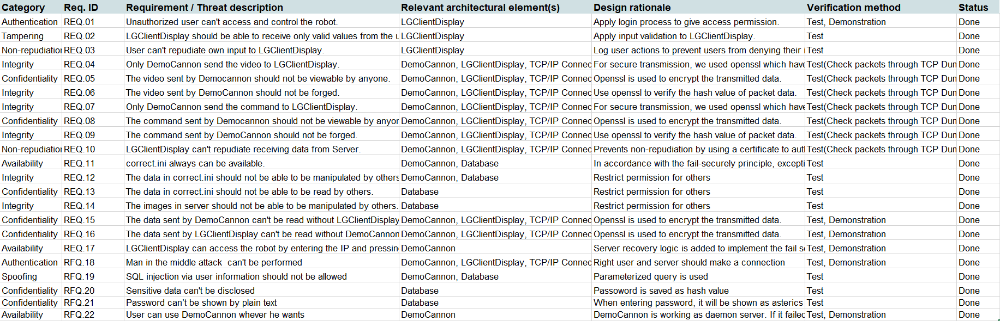 Category Req. ID Requirement / Threat description Relevant architectural element(s) Design rationale Verification method Status
Authentication REQ.01 Unauthorized user can't access and control the robot. LGClientDisplay Apply login process to give access permission. Test, Demonstration Done
Tampering REQ.02 LGClientDisplay should be able to receive only valid values from the u LGClientDisplay Apply input validation to LGClientDisplay. Test Done
Non-repudiation REQ.03 User can't repudiate own input to LGClientDisplay. LGClientDisplay Log user actions to prevent users from denying their i Test Done
Integrity REQ.04 Only DemoCannon send the video to LGClientDisplay. DemoCannon, LGClientDisplay, TCP/IP Connec For secure transmission, we used openssl which have Test(Check packets through TCP Dum Done
Confidentiality REQ.05 The video sent by Democannon should not be viewable by anyone. DemoCannon, LGClientDisplay, TCP/IP Connec Openssl is used to encrypt the transmitted data. Test(Check packets through TCP Dum Done
Integrity REQ.06 The video sent by DemoCannon should not be forged. DemoCannon, LGClientDisplay, TCP/IP Connec Use openssl to verify the hash value of packet data. Test(Check packets through TCP Dum Done
Integrity REQ.07 Only DemoCannon send the command to LGClientDisplay. DemoCannon, LGClientDisplay, TCP/IP Connec For secure transmission, we used openssl which have Test(Check packets through TCP Dum Done
Confidentiality REQ.08 The command sent by Democannon should not be viewable by anyor DemoCannon, LGClientDisplay, TCP/IP Connec Openssl is used to encrypt the transmitted data. Test(Check packets through TCP Dum Done
Integrity REQ.09 The command sent by DemoCannon should not be forged. DemoCannon, LGClientDisplay, TCP/IP Connec Use openssl to verify the hash value of packet data. Test(Check packets through TCP Dum Done
Non-repudiation REQ.10 LGClientDisplay can't repudiate receiving data from Server. DemoCannon, LGClientDisplay, TCP/IP Connec Prevents non-repudiation by using a certificate to aut Test(Check packets through TCP Dum Done
Availability REQ.11 correct.ini always can be available. DemoCannon, Database In accordance with the fail-securely principle, excepti Test Done
Integrity REQ.12 The data in correct.ini should not be able to be manipulated by others DemoCannon, Database Restrict permission for others Test Done
Confidentiality REQ.13 The data in correct.ini should not be able to be read by others. Database Restrict permission for others Test Done
Integrity REQ.14 The images in server should not be able to be manipulated by others. Database Restrict permission for others Test Done
Confidentiality REQ.15 The data sent by DemoCannon can't be read without LGClientDisplay DemoCannon, LGClientDisplay, TCP/IP Connec Openssl is used to encrypt the transmitted data. Test, Demonstration Done
Confidentiality REQ.16 The data sent by LGClientDisplay can't be read without DemoCannon DemoCannon, LGClientDisplay, TCP/IP Connec Openssl is used to encrypt the transmitted data. Test, Demonstration Done
Availability REQ.17 LGClientDisplay can access the robot by entering the IP and pressin DemoCannon Server recovery logic is added to implement the fail s Test, Demonstration Done
Authentication RFQ.18 Man in the middle attack can't be performed DemoCannon, LGClientDisplay, TCP/IP Connec Right user and server should make a connection Test, Demonstration Done
Spoofing RFQ.19 SQL injection via user information should not be allowed DemoCannon, Database Parameterized query is used Test Done
Confidentiality RFQ.20 Sensitive data can't be disclosed Database Passoword is saved as hash value Test Done
Confidentiality RFQ.21 Password can't be shown by plain text Database When entering password, it will be shown as asterics Test Done
Availability RFQ.22 User can use DemoCannon whever he wants DemoCannon DemoCannon is working as daemon server. If it failed Test, Demonstration Done